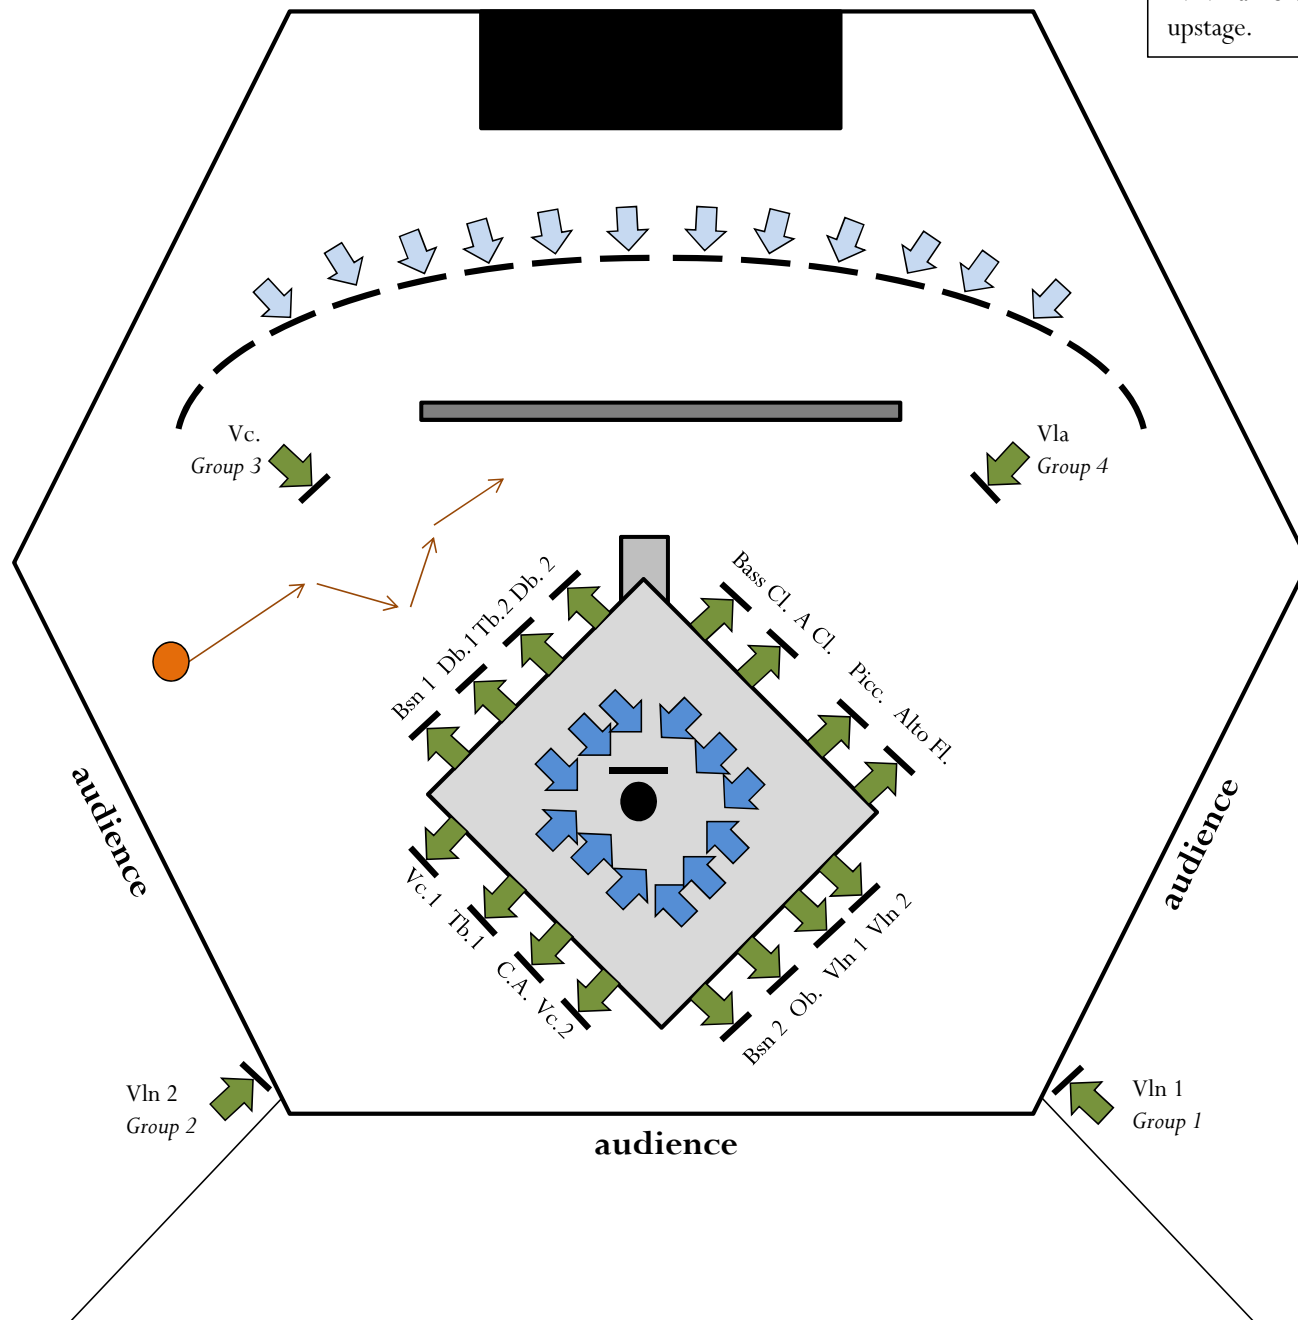 upstage.
Vc.
Group 3
Vla
Group 4
Bsn 1 Db.1 Tb.2 Db. 2
Bass Cl. A Cl. Picc. Alto Fl.
audience
audience
Vc.1 Tb.1 C.A. Vc.2
Bsn 2 Ob. Vln 1 Vln 2
Vln 2
Group 2
Vln 1
Group 1
audience